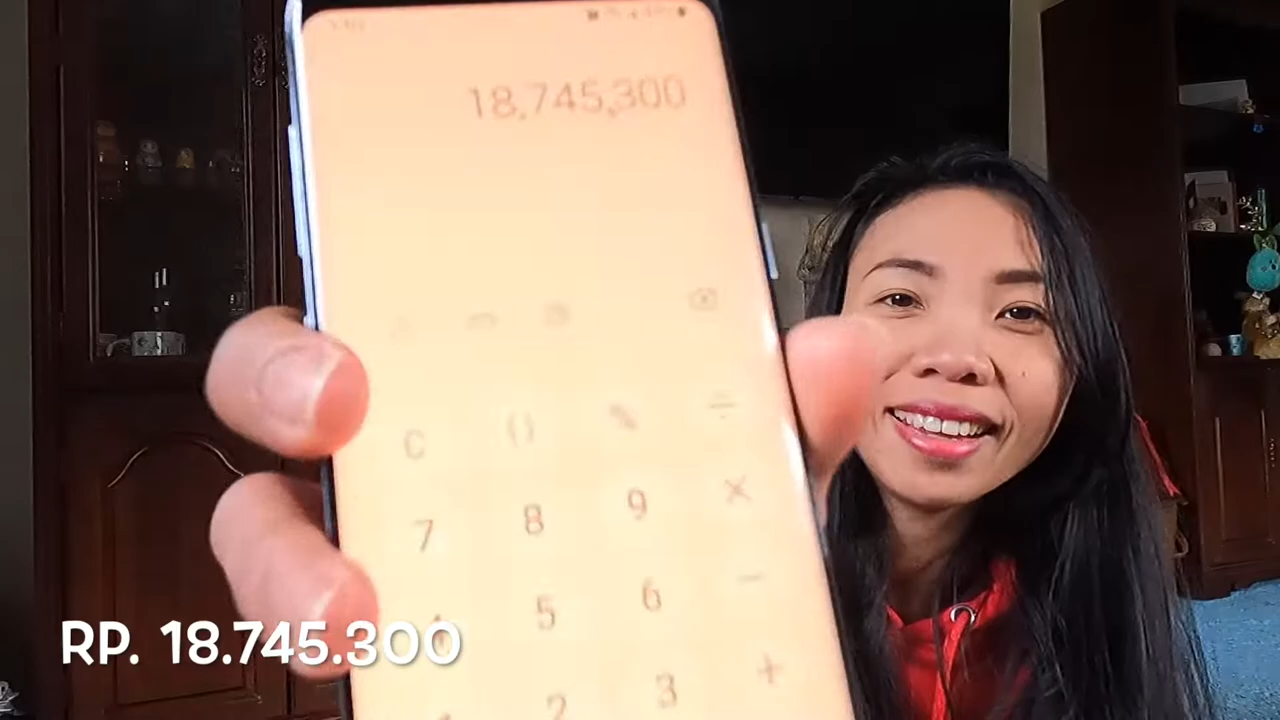 18,745,300
C () % ÷
7 8 9 ×
5 6 −
2 3 +
RP. 18.745.300